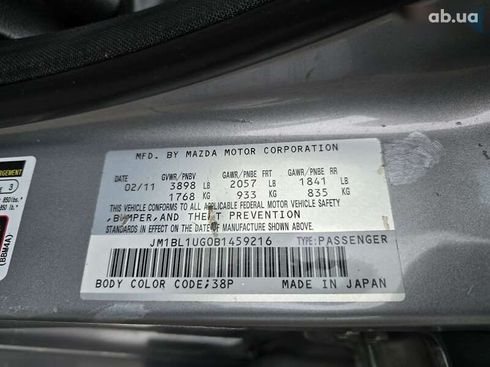 ab.ua
MFD. BY MAZDA MOTOR CORPORATION
DATE GVWR/PNBV GAWR/PNBE FRT GAWR/PNBE RR
02/11 3898 LB 2057 LB 1841 LB
1768 KG 933 KG 835 KG
THIS VEHICLE CONFORMS TO ALL APPLICABLE FEDERAL MOTOR VEHICLE SAFETY,
BUMPER,AND THEFT PREVENTION
STANDARDS IN EFFECT ON THE DATE OF MANUFACTURE SHOWN ABOVE.
JM1BL1UG0B1459216 TYPE:PASSENGER
BODY COLOR CODE;38P MADE IN JAPAN
3
(BBM4A)